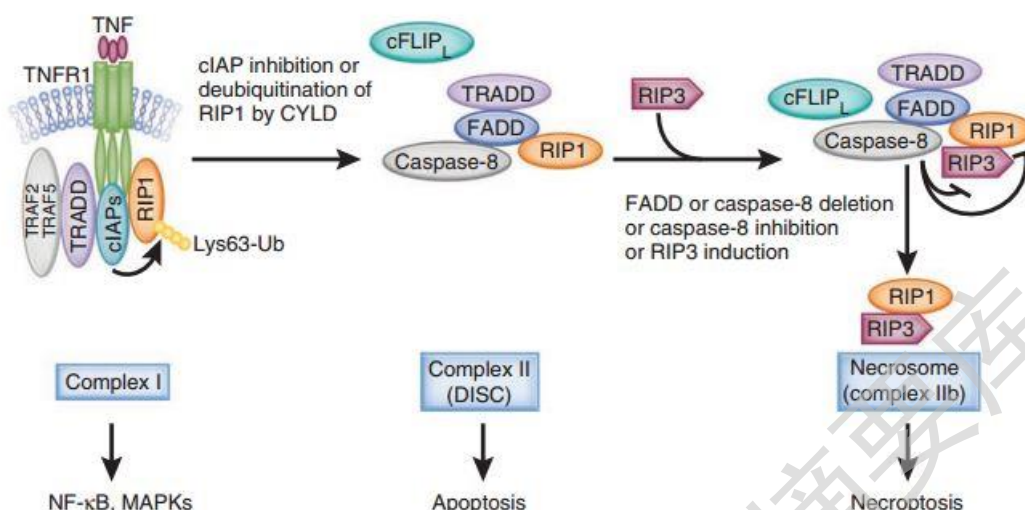 TNF
TNFR1
TRAF2
TRAF5
TRADD
cIAPs
RIP1
Lys63-Ub
cIAP inhibition or
deubiquitination of
RIP1 by CYLD
cFLIPL
TRADD
FADD
Caspase-8
RIP1
RIP3
FADD or caspase-8 deletion
or caspase-8 inhibition
or RIP3 induction
TRADD
cFLIPL
FADD
Caspase-8
RIP1
RIP3
RIP1
RIP3
Complex I
Complex II
(DISC)
Necrosome
(complex IIb)
NF-κB, MAPKs
Apoptosis
Necroptosis
摘要库